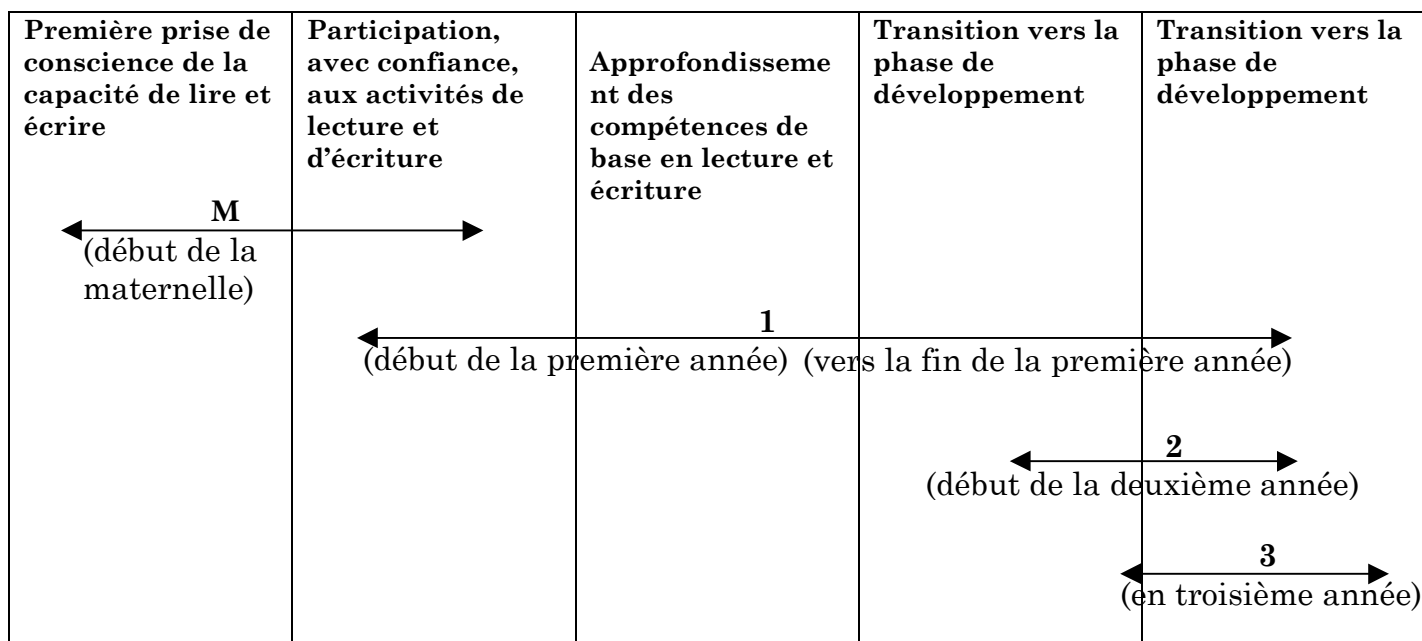 Première prise de
conscience de la
capacité de lire et
écrire
Participation,
avec confiance,
aux activités de
lecture et
d'écriture
Approfondisseme
nt des
compétences de
base en lecture et
écriture
Transition vers la
phase de
développement
Transition vers la
phase de
développement
M
(début de la
maternelle)
1
(début de la première année) (vers la fin de la première année)
2
(début de la deuxième année)
3
(en troisième année)